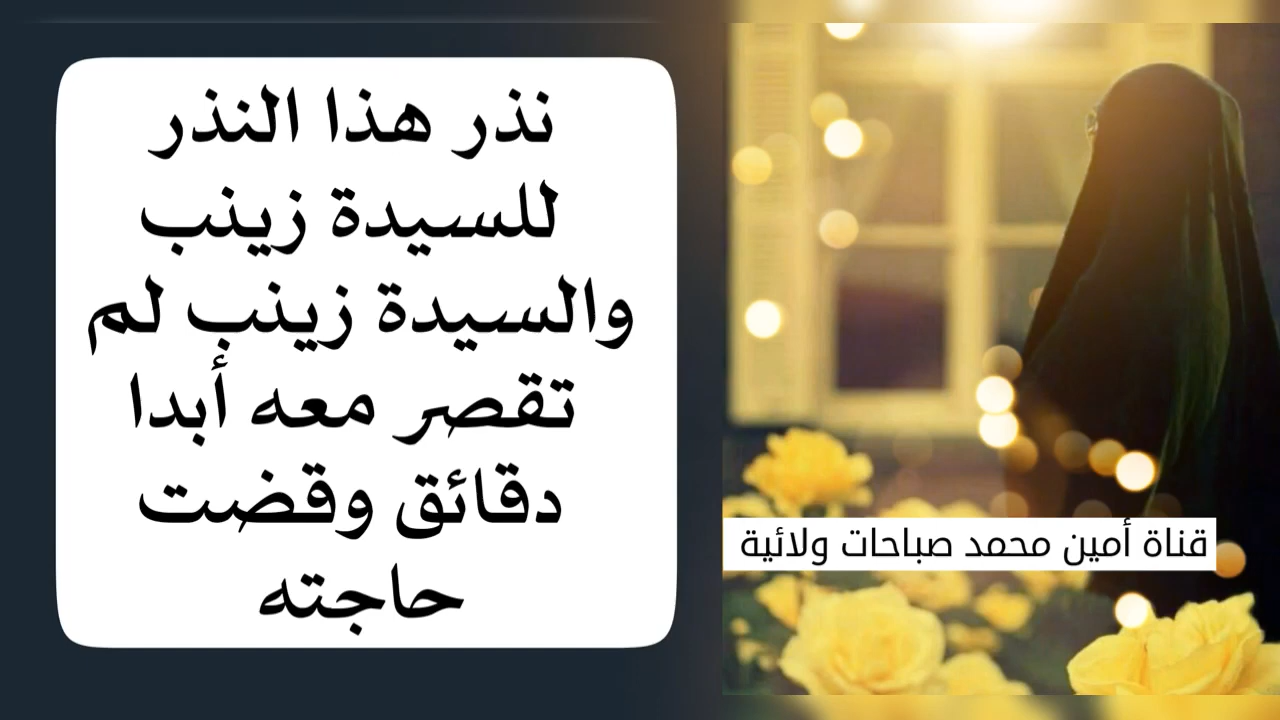 نذر هذا النذر
للسيدة زينب
والسيدة زينب لم
تقصر معه أبدا
دقائق وقضت
حاجته
قناة أمين محمد صباحات ولائية